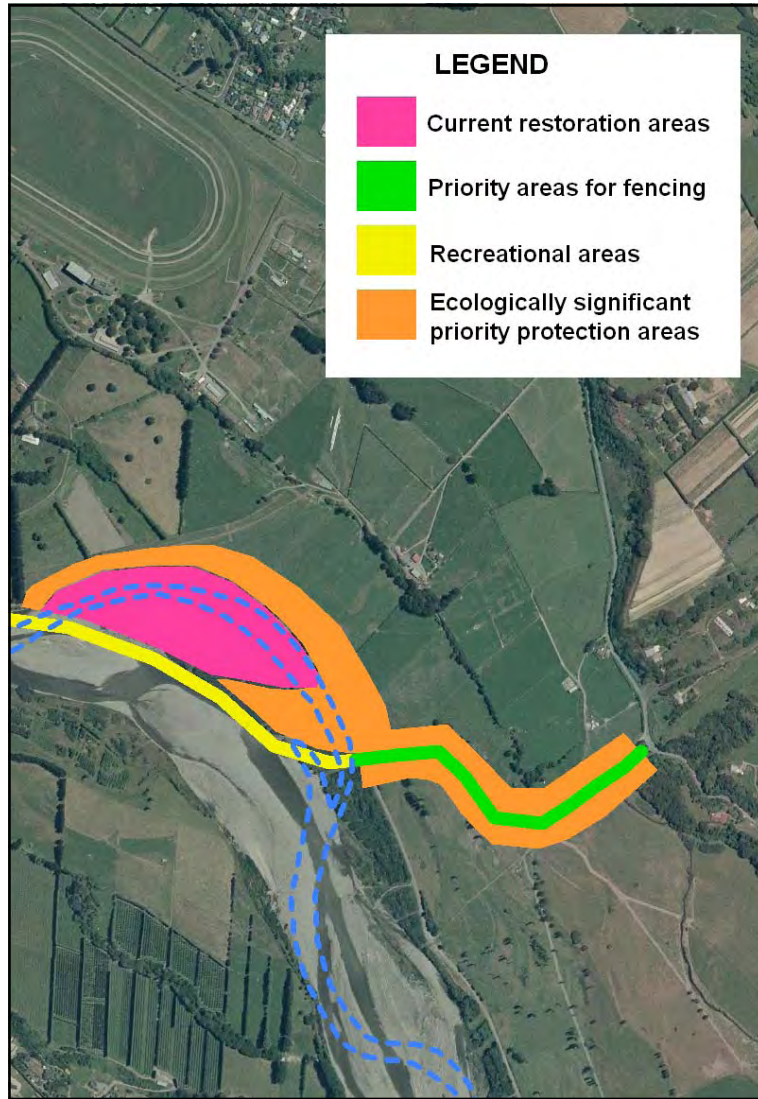 LEGEND
Current restoration areas
Priority areas for fencing
Recreational areas
Ecologically significant
priority protection areas